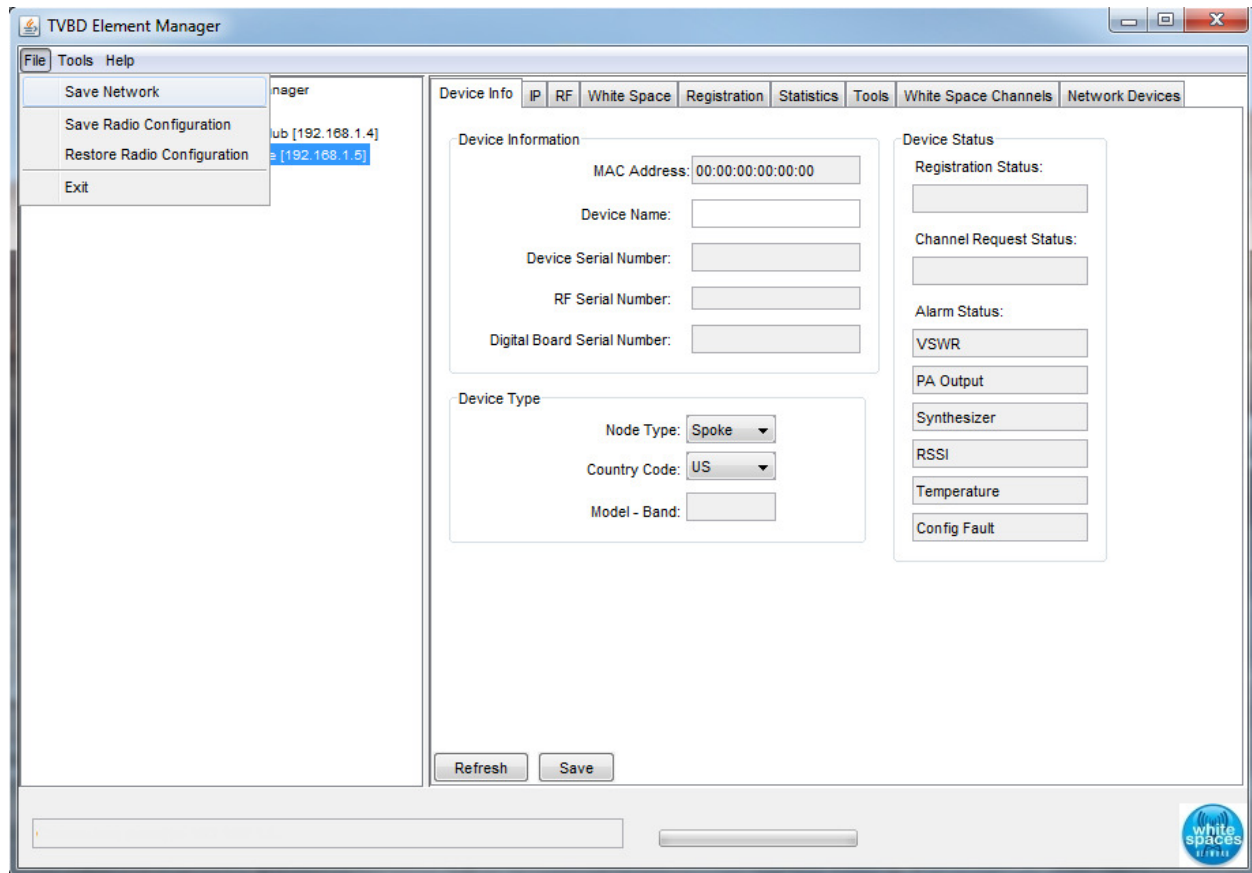 TVBD Element Manager
File Tools Help
Save Network
Save Radio Configuration
Restore Radio Configuration
Exit
[192.168.1.4]
[192.168.1.5]
Device Info IP RF White Space Registration Statistics Tools White Space Channels Network Devices
Device Information
MAC Address: 00:00:00:00:00:00
Device Name:
Device Serial Number:
RF Serial Number:
Digital Board Serial Number:
Device Type
Node Type: Spoke
Country Code: US
Model - Band:
Device Status
Registration Status:
Channel Request Status:
Alarm Status:
VSWR
PA Output
Synthesizer
RSSI
Temperature
Config Fault
Refresh Save
white
spaces
NETWORK